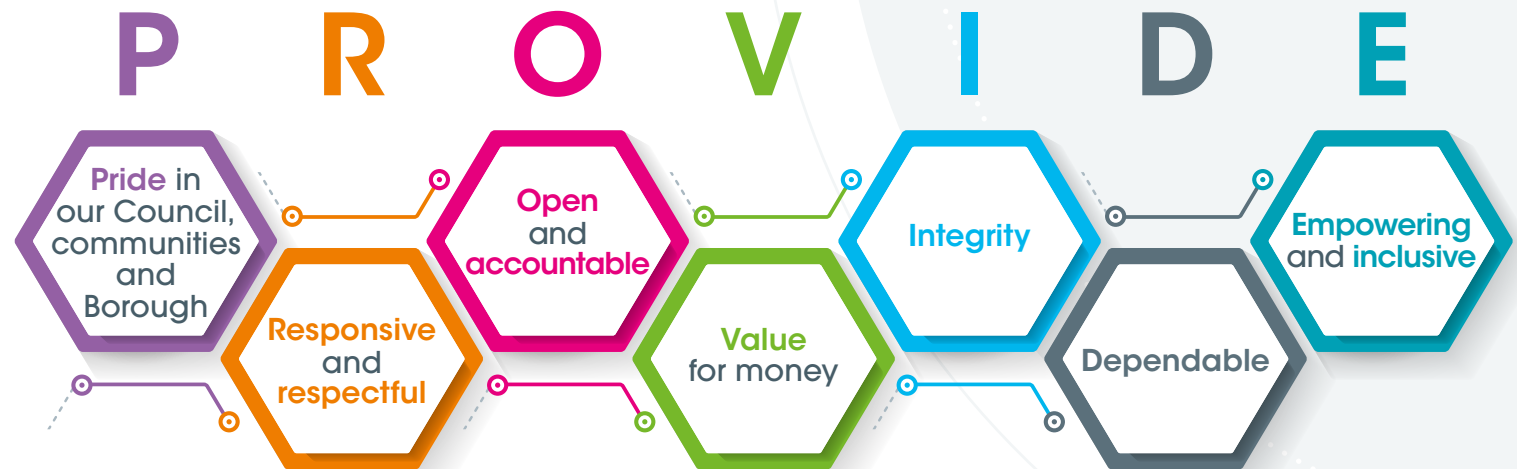 P R O V I D E
Pride in
our Council,
communities
and
Borough
Responsive
and
respectful
Open
and
accountable
Value
for money
Integrity
Dependable
Empowering
and inclusive